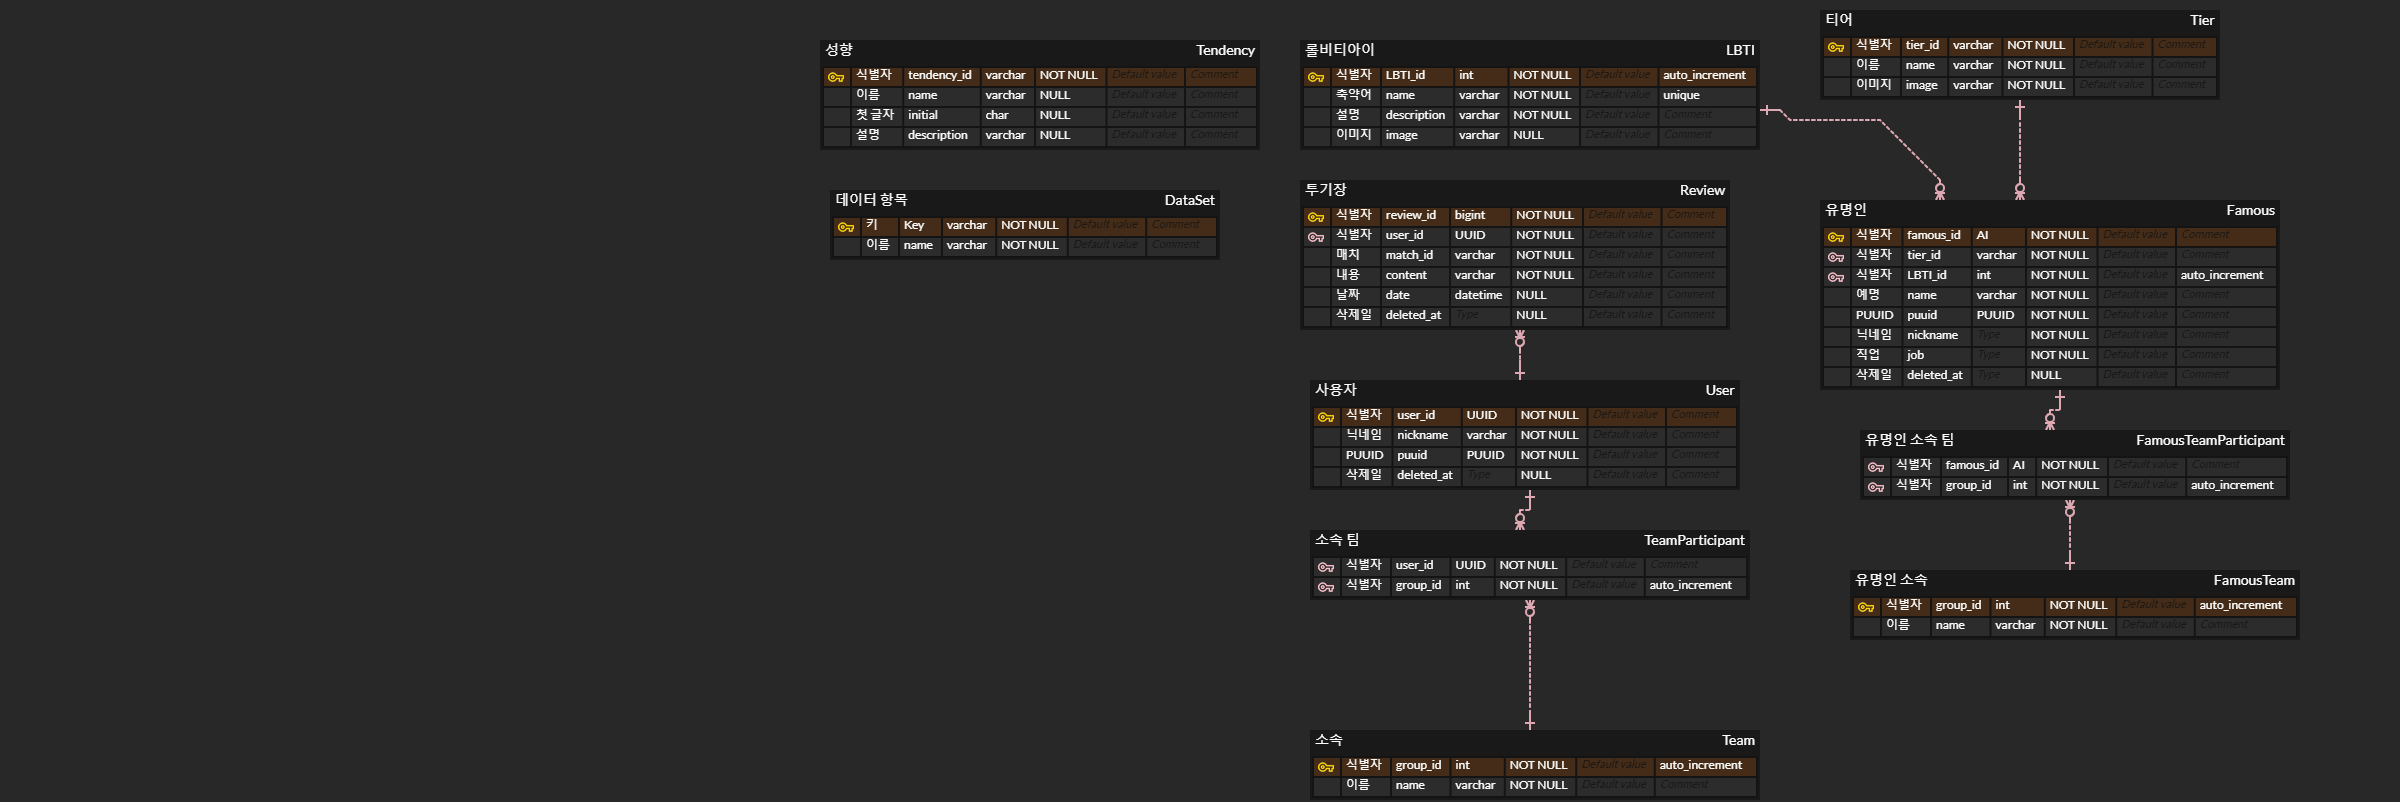 성향 Tendency
식별자 tendency_id varchar NOT NULL Default value Comment
이름 name varchar NULL Default value Comment
첫 글자 initial char NULL Default value Comment
설명 description varchar NULL Default value Comment
데이터 항목 DataSet
키 Key varchar NOT NULL Default value Comment
이름 name varchar NOT NULL Default value Comment
롤비티아이 LBTI
식별자 LBTI_id int NOT NULL Default value auto_increment
축약어 name varchar NOT NULL Default value unique
설명 description varchar NOT NULL Default value Comment
이미지 image varchar NULL Default value Comment
투기장 Review
식별자 review_id bigint NOT NULL Default value Comment
식별자 user_id UUID NOT NULL Default value Comment
매치 match_id varchar NOT NULL Default value Comment
내용 content varchar NOT NULL Default value Comment
날짜 date datetime NULL Default value Comment
삭제일 deleted_at Type NULL Default value Comment
사용자 User
식별자 user_id UUID NOT NULL Default value Comment
닉네임 nickname varchar NOT NULL Default value Comment
PUUID puuid PUUID NOT NULL Default value Comment
삭제일 deleted_at Type NULL Default value Comment
소속 팀 TeamParticipant
식별자 user_id UUID NOT NULL Default value Comment
식별자 group_id int NOT NULL Default value auto_increment
소속 Team
식별자 group_id int NOT NULL Default value auto_increment
이름 name varchar NOT NULL Default value Comment
티어 Tier
식별자 tier_id varchar NOT NULL Default value Comment
이름 name varchar NOT NULL Default value Comment
이미지 image varchar NOT NULL Default value Comment
유명인 Famous
식별자 famous_id AI NOT NULL Default value Comment
식별자 tier_id varchar NOT NULL Default value Comment
식별자 LBTI_id int NOT NULL Default value auto_increment
예명 name varchar NOT NULL Default value Comment
PUUID puuid PUUID NOT NULL Default value Comment
닉네임 nickname Type NOT NULL Default value Comment
직업 job Type NOT NULL Default value Comment
삭제일 deleted_at Type NULL Default value Comment
유명인 소속 팀 FamousTeamParticipant
식별자 famous_id AI NOT NULL Default value Comment
식별자 group_id int NOT NULL Default value auto_increment
유명인 소속 FamousTeam
식별자 group_id int NOT NULL Default value auto_increment
이름 name varchar NOT NULL Default value Comment